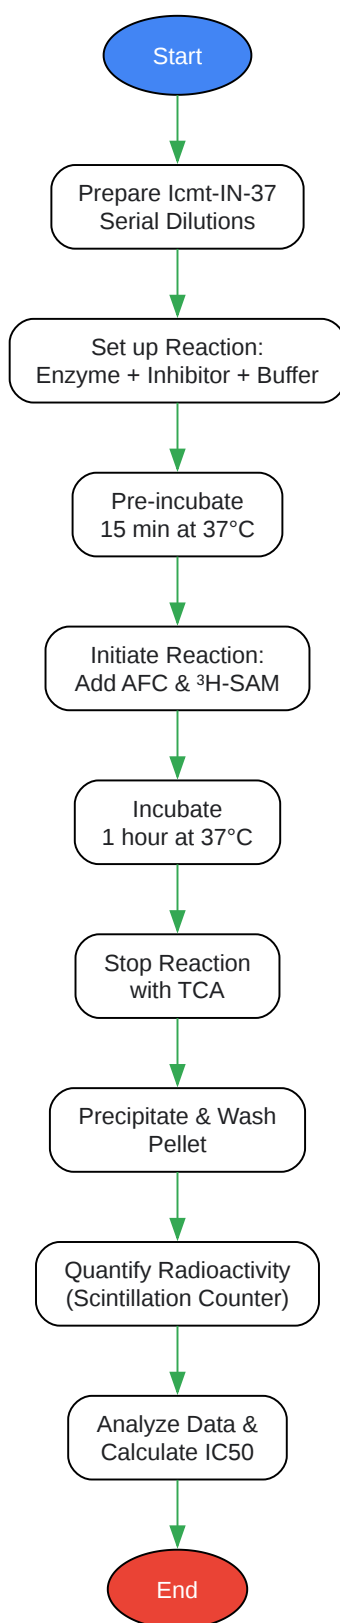 Start
Prepare Icmt-IN-37
Serial Dilutions
Set up Reaction:
Enzyme + Inhibitor + Buffer
Pre-incubate
15 min at 37°C
Initiate Reaction:
Add AFC & ³H-SAM
Incubate
1 hour at 37°C
Stop Reaction
with TCA
Precipitate & Wash
Pellet
Quantify Radioactivity
(Scintillation Counter)
Analyze Data &
Calculate IC50
End